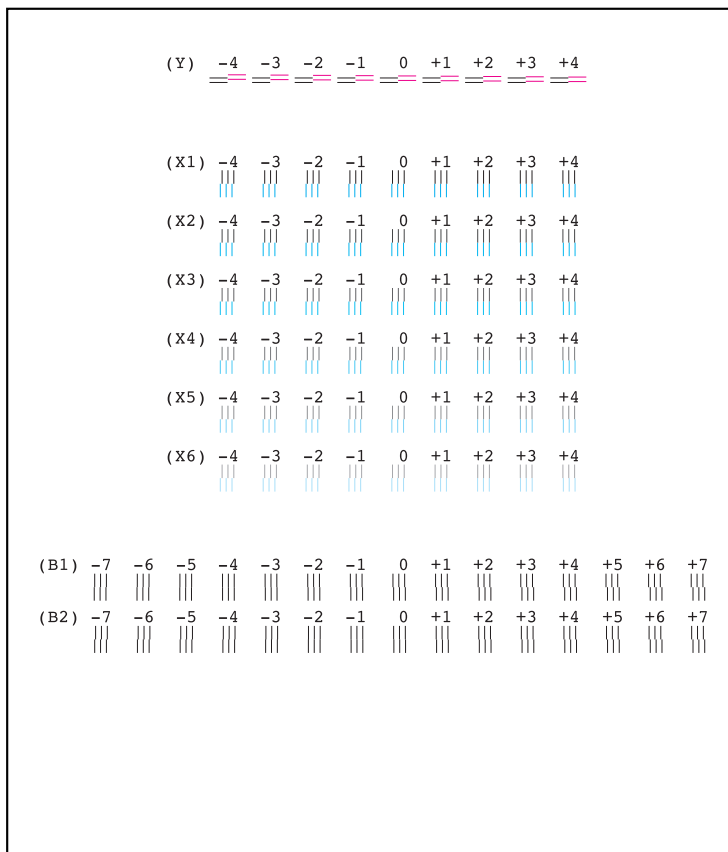 (Y) -4 -3 -2 -1 0 +1 +2 +3 +4
(X1) -4 -3 -2 -1 0 +1 +2 +3 +4
(X2) -4 -3 -2 -1 0 +1 +2 +3 +4
(X3) -4 -3 -2 -1 0 +1 +2 +3 +4
(X4) -4 -3 -2 -1 0 +1 +2 +3 +4
(X5) -4 -3 -2 -1 0 +1 +2 +3 +4
(X6) -4 -3 -2 -1 0 +1 +2 +3 +4
(B1) -7 -6 -5 -4 -3 -2 -1 0 +1 +2 +3 +4 +5 +6 +7
(B2) -7 -6 -5 -4 -3 -2 -1 0 +1 +2 +3 +4 +5 +6 +7